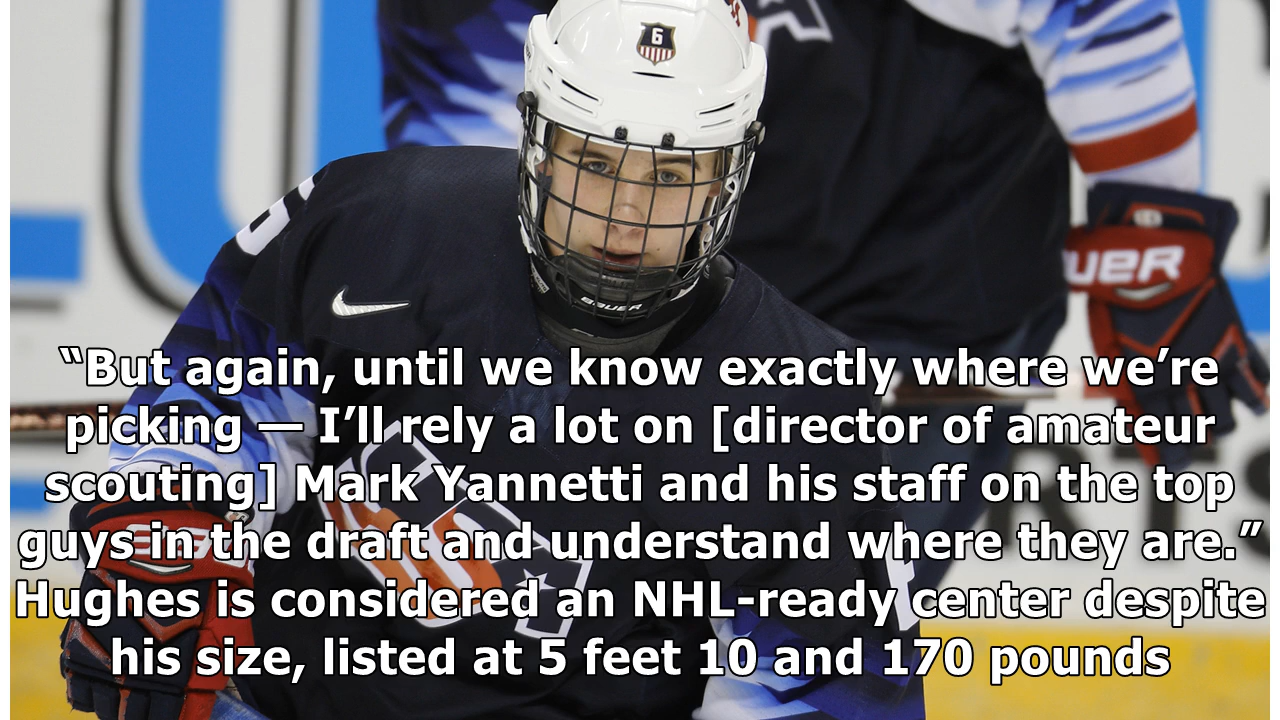 6
BAUER
“But again, until we know exactly where we’re
picking — I’ll rely a lot on [director of amateur
scouting] Mark Yannetti and his staff on the top
guys in the draft and understand where they are.”
Hughes is considered an NHL-ready center despite
his size, listed at 5 feet 10 and 170 pounds